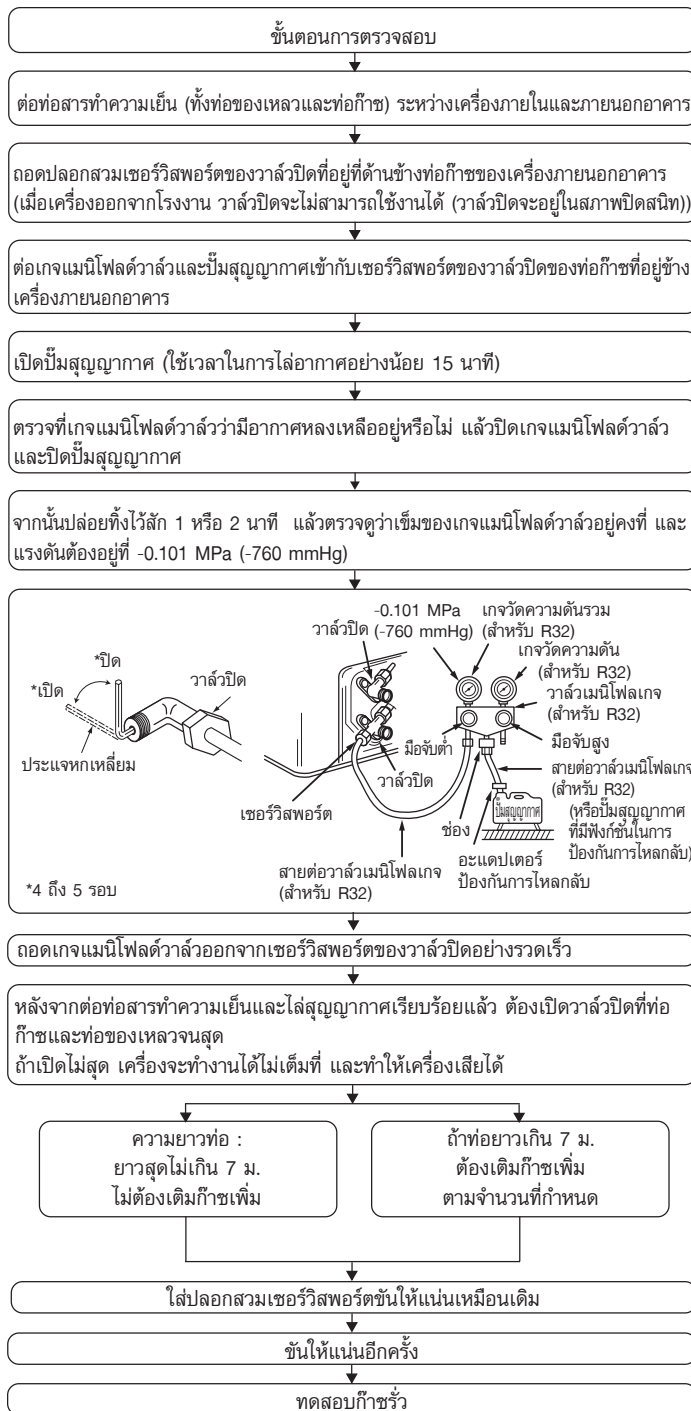 ขั้นตอนการตรวจสอบ
ต่อท่อสารทำความเย็น (ทั้งท่อของเหลวและท่อก๊าซ) ระหว่างเครื่องภายในและภายนอกอาคาร
ถอดปลอกสวมเซอร์วิสพอร์ตของวาล์วปิดที่อยู่ที่ด้านข้างท่อก๊าซของเครื่องภายนอกอาคาร
(เมื่อเครื่องออกจากโรงงาน วาล์วปิดจะไม่สามารถใช้งานได้ (วาล์วปิดจะอยู่ในสภาพปิดสนิท))
ต่อเกจแมนิโฟลด์วาล์วและปั๊มสุญญากาศเข้ากับเซอร์วิสพอร์ตของวาล์วปิดของท่อก๊าซที่อยู่ข้าง
เครื่องภายนอกอาคาร
เปิดปั๊มสุญญากาศ (ใช้เวลาในการไล่อากาศอย่างน้อย 15 นาที)
ตรวจที่เกจแมนิโฟลด์วาล์วว่ามีอากาศหลงเหลืออยู่หรือไม่ แล้วปิดเกจแมนิโฟลด์วาล์ว
และปิดปั๊มสุญญากาศ
จากนั้นปล่อยทิ้งไว้สัก 1 หรือ 2 นาที แล้วตรวจดูว่าเข็มของเกจแมนิโฟลด์วาล์วอยู่คงที่ และ
แรงดันต้องอยู่ที่ -0.101 MPa (-760 mmHg)
*ปิด
*เปิด
วาล์วปิด
ประแจหกเหลี่ยม
*4 ถึง 5 รอบ
วาล์วปิด
-0.101 MPa
(-760 mmHg)
เกจวัดความดันรวม
(สำหรับ R32)
เกจวัดความดัน
(สำหรับ R32)
วาล์วเมนิโฟลเกจ
(สำหรับ R32)
มือจับต่ำ
มือจับสูง
วาล์วปิด
เซอร์วิสพอร์ต
สายต่อวาล์วเมนิโฟลเกจ
(สำหรับ R32)
ปั๊มสุญญากาศ
(หรือปั๊มสุญญากาศ
ที่มีฟังก์ชันในการ
ป้องกันการไหลกลับ)
ช่อง
อะแดปเตอร์
ป้องกันการไหลกลับ
สายต่อวาล์วเมนิโฟลเกจ
(สำหรับ R32)
ถอดเกจแมนิโฟลด์วาล์วออกจากเซอร์วิสพอร์ตของวาล์วปิดอย่างรวดเร็ว
หลังจากต่อท่อสารทำความเย็นและไล่สุญญากาศเรียบร้อยแล้ว ต้องเปิดวาล์วปิดที่ท่อ
ก๊าซและท่อของเหลวจนสุด
ถ้าเปิดไม่สุด เครื่องจะทำงานได้ไม่เต็มที่ และทำให้เครื่องเสียได้
ความยาวท่อ :
ยาวสุดไม่เกิน 7 ม.
ไม่ต้องเติมก๊าซเพิ่ม
ถ้าท่อยาวเกิน 7 ม.
ต้องเติมก๊าซเพิ่ม
ตามจำนวนที่กำหนด
ใส่ปลอกสวมเซอร์วิสพอร์ตขันให้แน่นเหมือนเดิม
ขันให้แน่นอีกครั้ง
ทดสอบก๊าซรั่ว